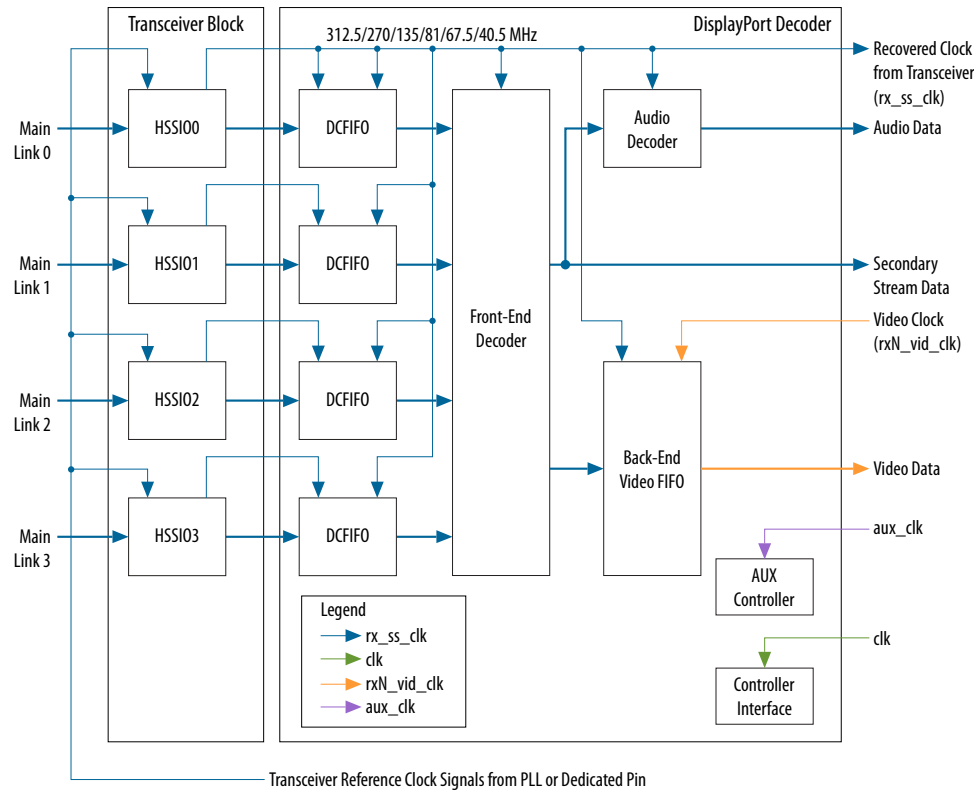 Transceiver Block
DisplayPort Decoder
312.5/270/135/81/67.5/40.5 MHz
Recovered Clock
from Transceiver
(rx_ss_clk)
Main
Link 0
HSSI00
DCFIFO
Audio
Decoder
Audio Data
Main
Link 1
HSSI01
DCFIFO
Secondary
Stream Data
Front-End
Decoder
Video Clock
(rxN_vid_clk)
Main
Link 2
HSSIO2
DCFIFO
Back-End
Video FIFO
Video Data
Main
Link 3
HSSIO3
DCFIFO
aux_clk
AUX
Controller
Legend
rx_ss_clk
clk
rxN_vid_clk
aux_clk
clk
Controller
Interface
Transceiver Reference Clock Signals from PLL or Dedicated Pin